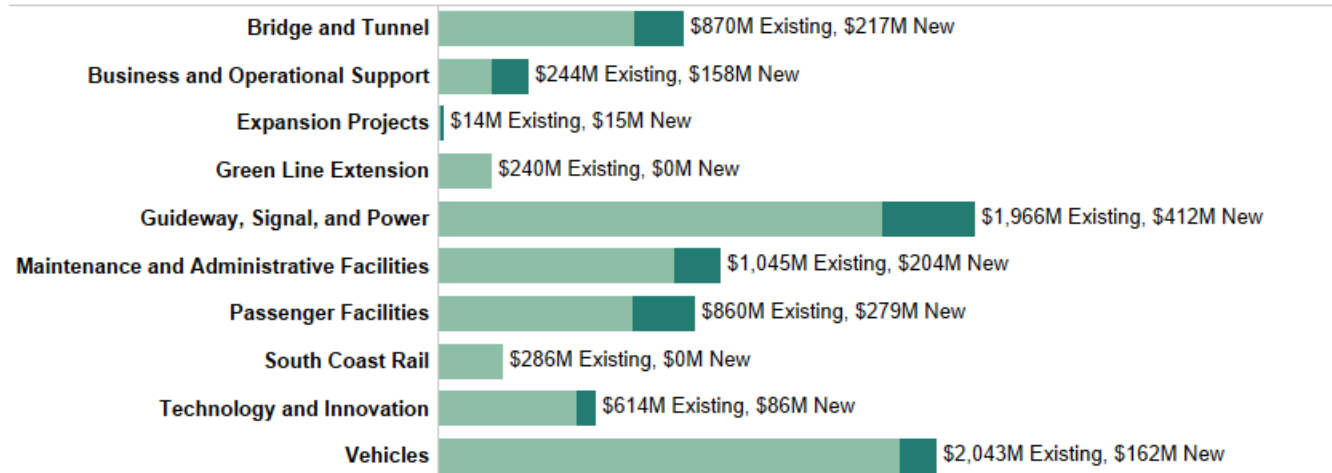 Bridge and Tunnel $870M Existing, $217M New
Business and Operational Support $244M Existing, $158M New
Expansion Projects $14M Existing, $15M New
Green Line Extension $240M Existing, $0M New
Guideway, Signal, and Power $1,966M Existing, $412M New
Maintenance and Administrative Facilities $1,045M Existing, $204M New
Passenger Facilities $860M Existing, $279M New
South Coast Rail $286M Existing, $0M New
Technology and Innovation $614M Existing, $86M New
Vehicles $2,043M Existing, $162M New